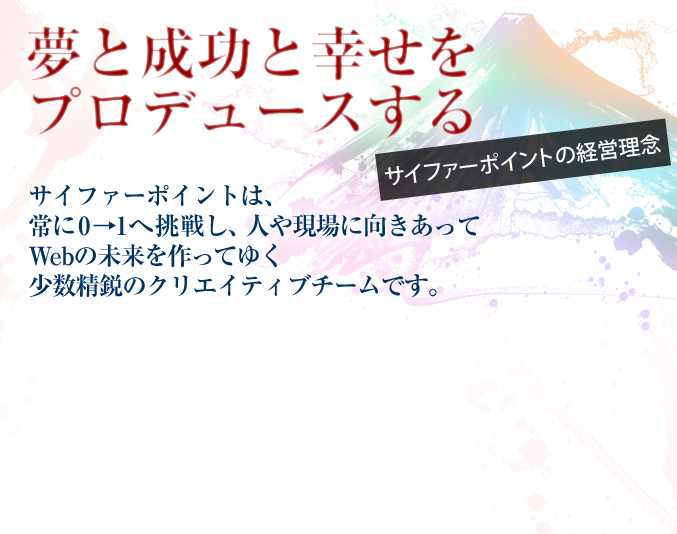 夢と成功と幸せを
プロデュースする
サイファーポイントの経営理念
サイファーポイントは、
常に0→1へ挑戦し、人や現場に向きあって
Webの未来を作ってゆく
少数精鋭のクリエイティブチームです。